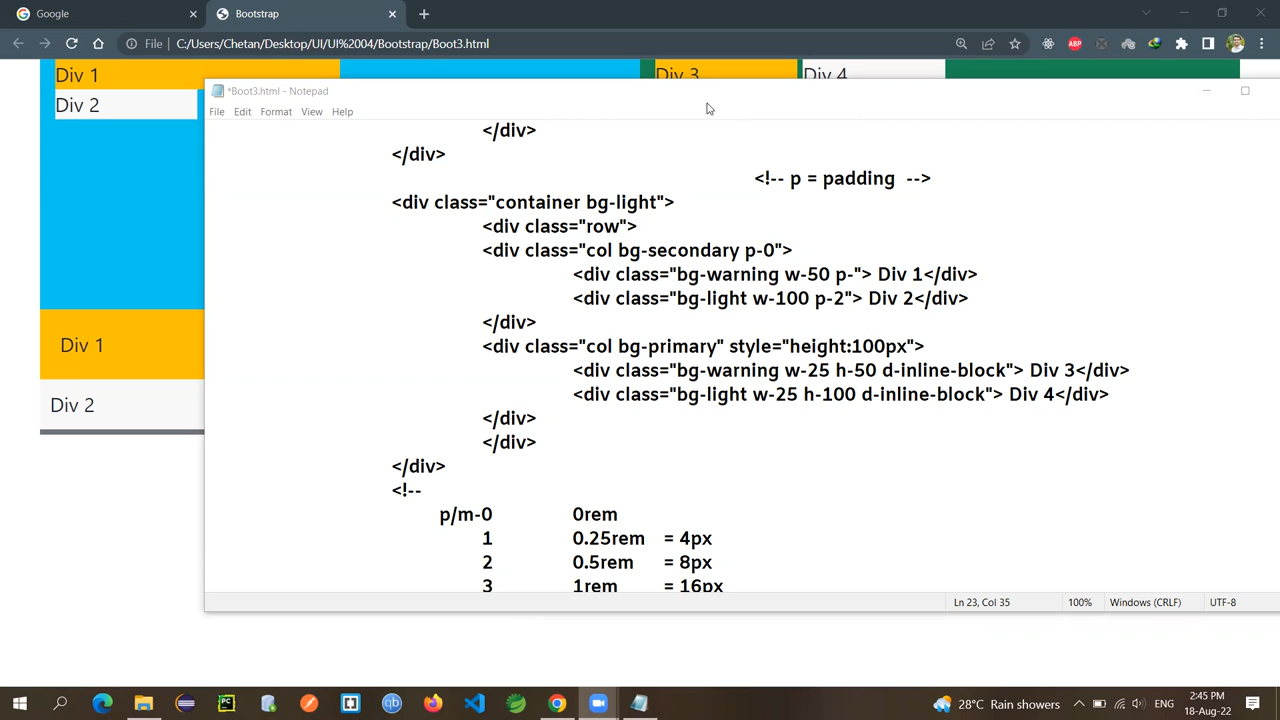 Google
Bootstrap
File
C:/Users/Chetan/Desktop/UI/UI%2004/Bootstrap/Boot3.html
ABP
Div 1
Div 3
Div 4
Div 2
*Boot3.html - Notepad
File Edit Format View Help
</div>
</div>
<!-- p = padding -->
<div class="container bg-light">
<div class="row">
<div class="col bg-secondary p-0">
<div class="bg-warning w-50 p-"> Div 1</div>
<div class="bg-light w-100 p-2"> Div 2</div>
</div>
<div class="col bg-primary" style="height:100px">
<div class="bg-warning w-25 h-50 d-inline-block"> Div 3</div>
<div class="bg-light w-25 h-100 d-inline-block"> Div 4</div>
</div>
</div>
</div>
<!--
p/m-0 0rem
1 0.25rem = 4px
2 0.5rem = 8px
3 1rem = 16px
Div 1
Div 2
Ln 23, Col 35 100% Windows (CRLF) UTF-8
28°C Rain showers
ENG
2:45 PM
18-Aug-22